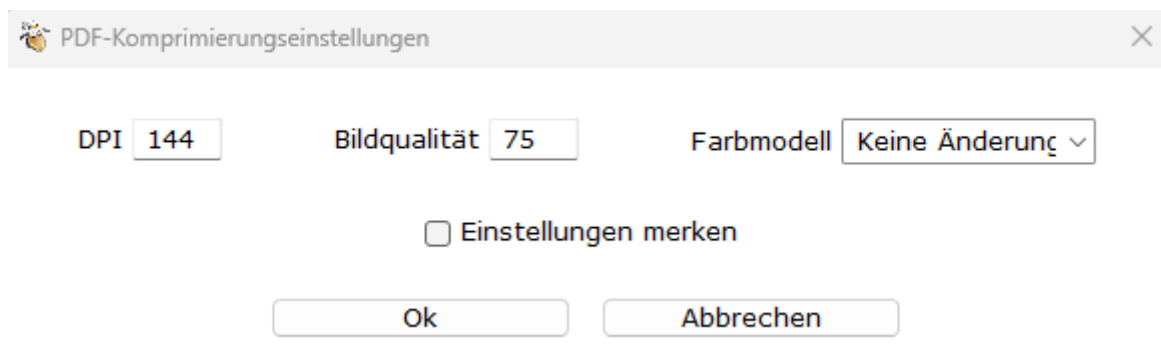 PDF-Komprimierungseinstellungen
DPI 144 Bildqualität 75 Farbmodell Keine Änderung
Einstellungen merken
Ok Abbrechen